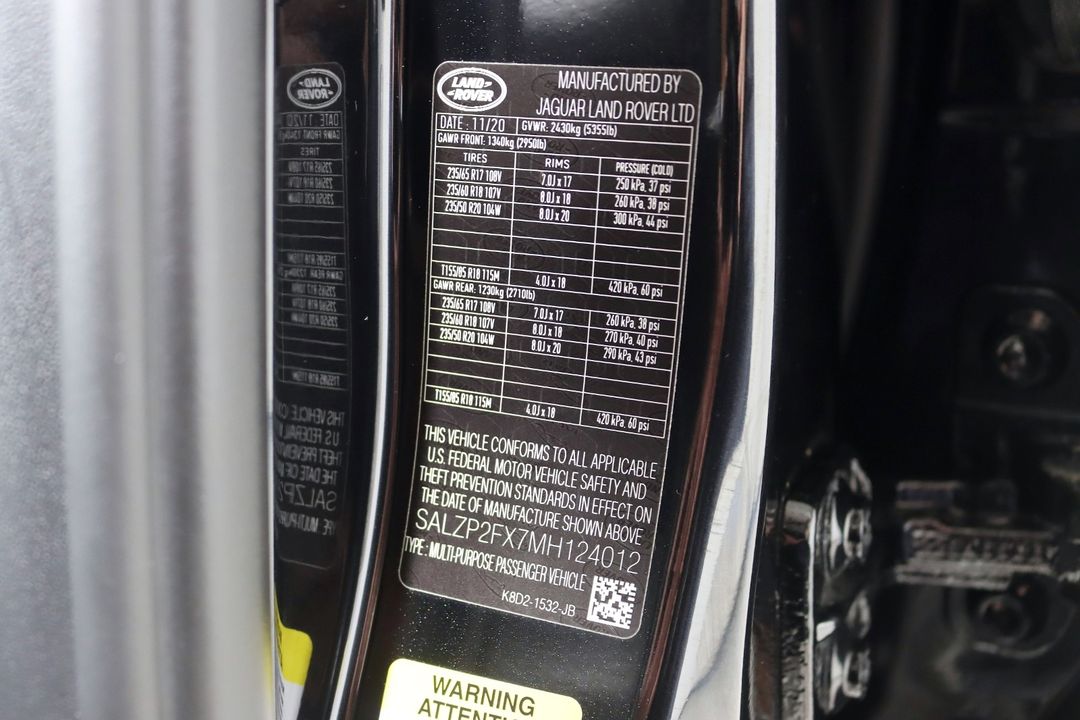 LAND-
-ROVER
MANUFACTURED BY
JAGUAR LAND ROVER LTD
DATE : 11/20 GVWR: 2430kg (5355lb)
GAWR FRONT: 1340kg (2950lb)
TIRES RIMS PRESSURE (COLD)
235/65 R17 108V 7.0J x 17 250 kPa, 37 psi
235/60 R18 107V 8.0J x 18 260 kPa, 38 psi
235/50 R20 104W 8.0J x 20 300 kPa, 44 psi
T155/85 R18 115M 4.0J x 18 420 kPa, 60 psi
GAWR REAR: 1230kg (2710lb)
235/65 R17 108V 7.0J x 17 260 kPa, 38 psi
235/60 R18 107V 8.0J x 18 270 kPa, 40 psi
235/50 R20 104W 8.0J x 20 290 kPa, 43 psi
T155/85 R18 115M 4.0J x 18 420 kPa, 60 psi
THIS VEHICLE CONFORMS TO ALL APPLICABLE
U.S. FEDERAL MOTOR VEHICLE SAFETY AND
THEFT PREVENTION STANDARDS IN EFFECT ON
THE DATE OF MANUFACTURE SHOWN ABOVE
SALZP2FX7MH124012
TYPE : MULTI-PURPOSE PASSENGER VEHICLE
K8D2-1532-JB
WARNING